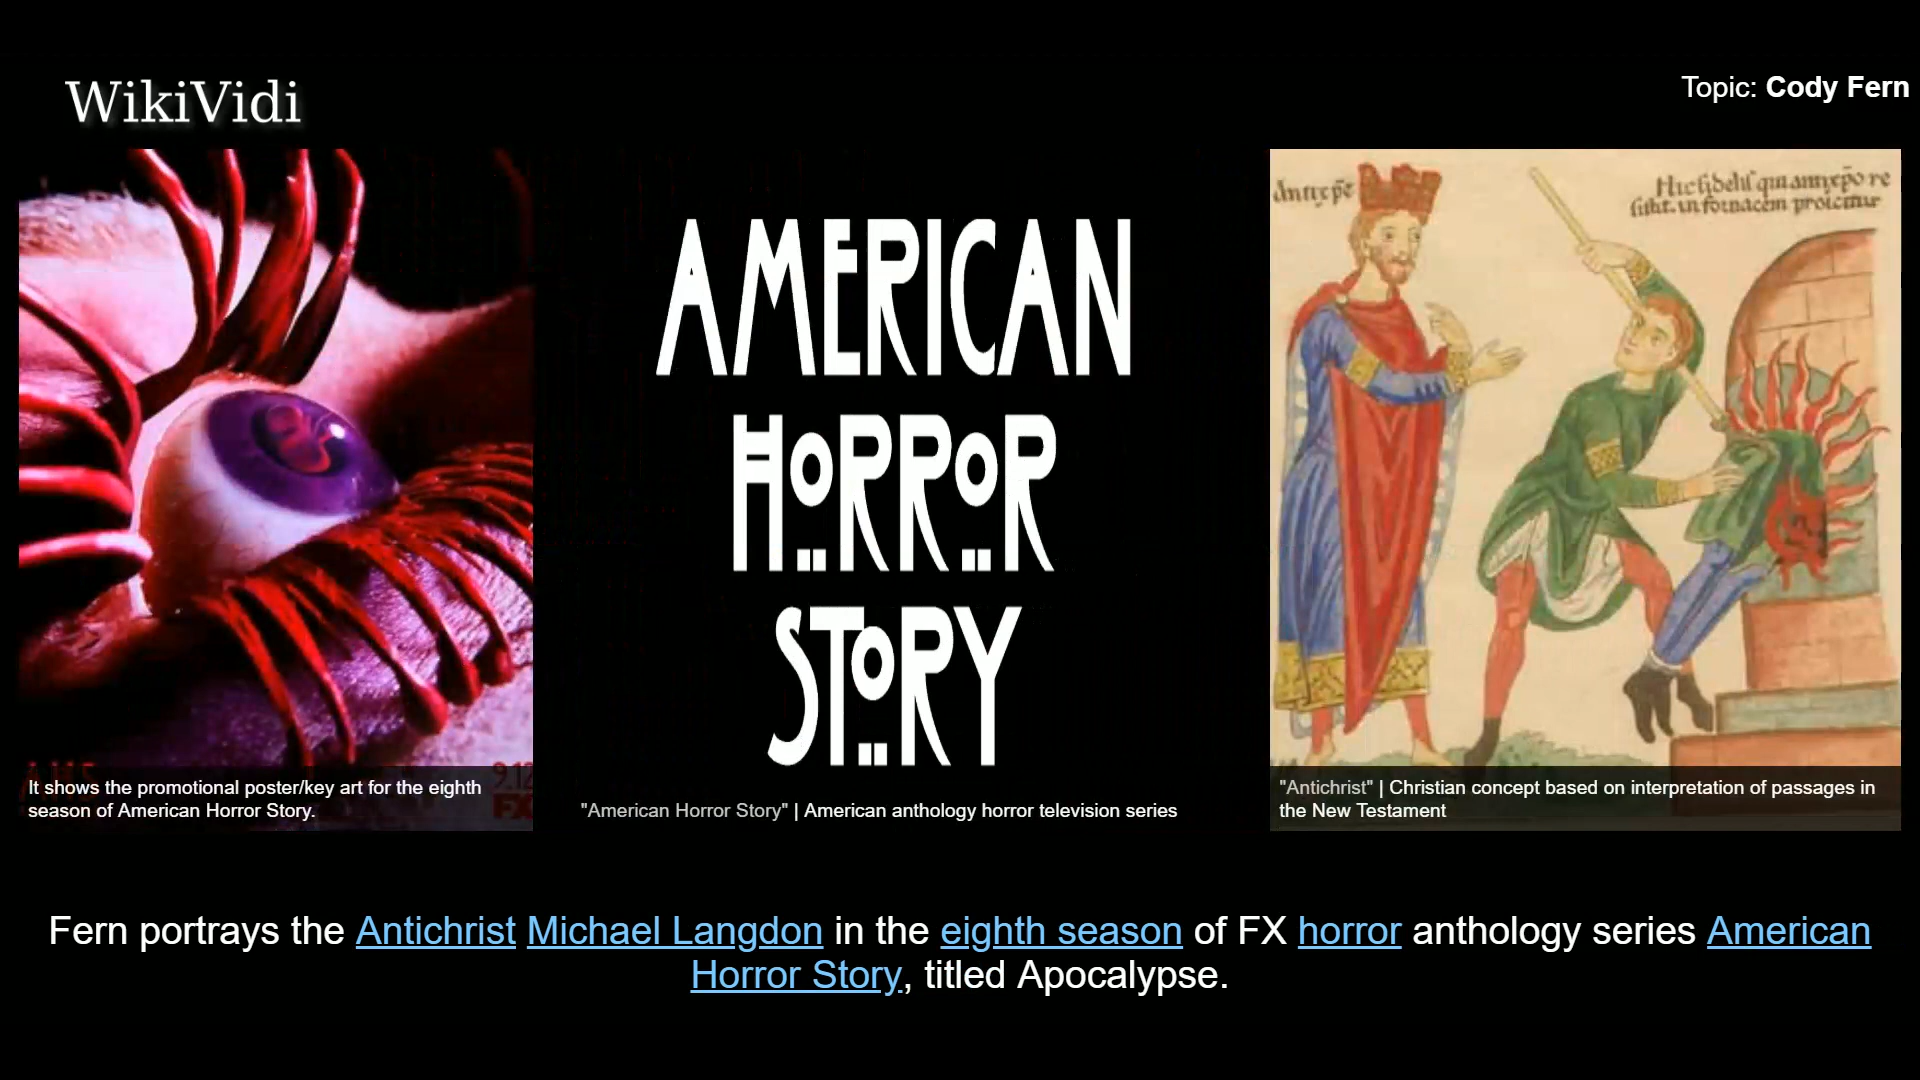 WikiVidi
Topic: Cody Fern
AMERICAN
HORROR
STORY
9.12
FX
It shows the promotional poster/key art for the eighth
season of American Horror Story.
"American Horror Story" | American anthology horror television series
"Antichrist" | Christian concept based on interpretation of passages in
the New Testament
Fern portrays the Antichrist Michael Langdon in the eighth season of FX horror anthology series American
Horror Story, titled Apocalypse.